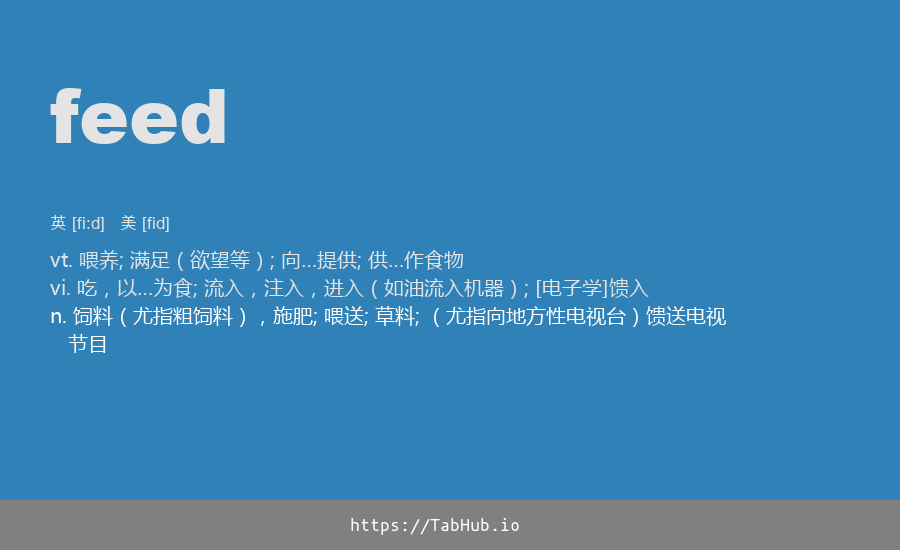 feed
英 [fi:d] 美 [fid]
vt. 喂养; 满足（欲望等）; 向...提供; 供...作食物
vi. 吃，以...为食; 流入，注入，进入（如油流入机器）; [电子学]馈入
n. 饲料（尤指粗饲料），施肥; 喂送; 草料; （尤指向地方性电视台）馈送电视
节目
https://TabHub.io